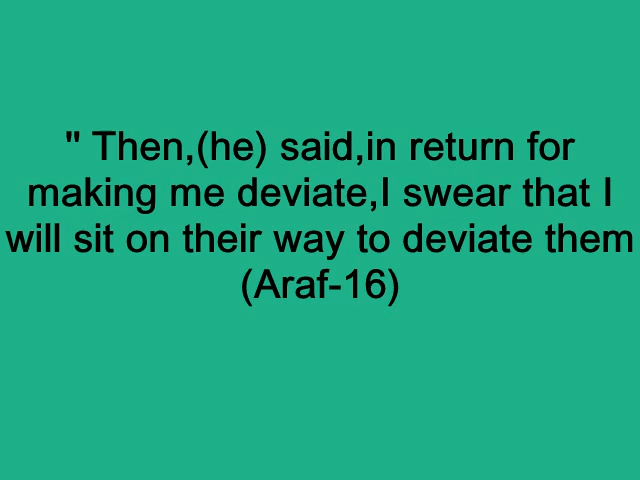 " Then,(he) said,in return for
making me deviate,I swear that I
will sit on their way to deviate them
(Araf-16)